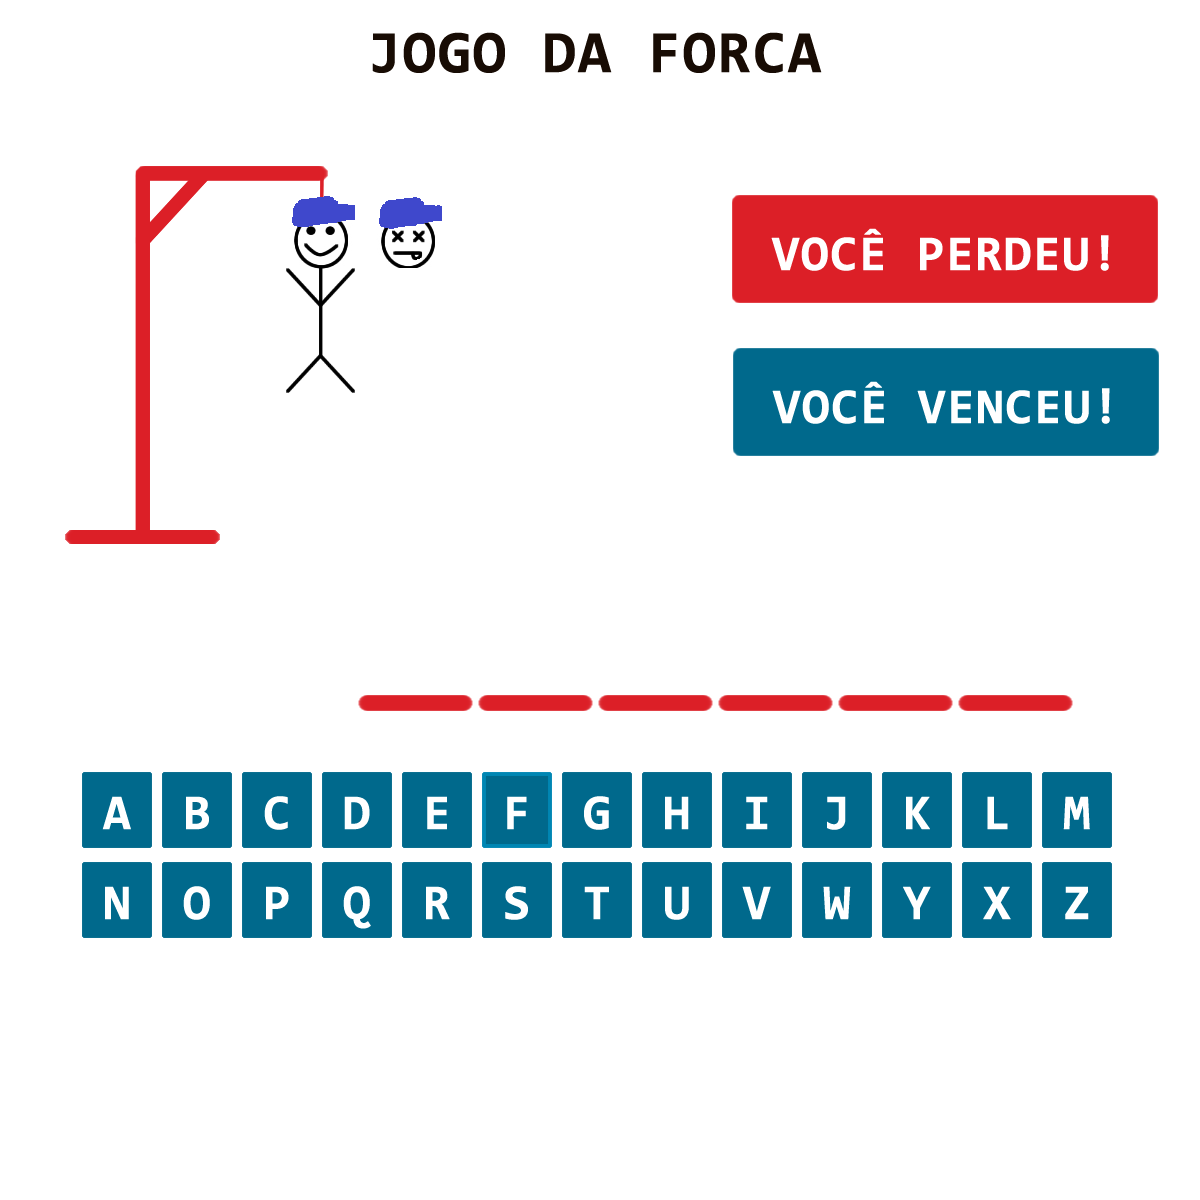 JOGO DA FORCA
VOCÊ PERDEU!
VOCÊ VENCEU!
A B C D E F G H I J K L M
N O P Q R S T U V W Y X Z